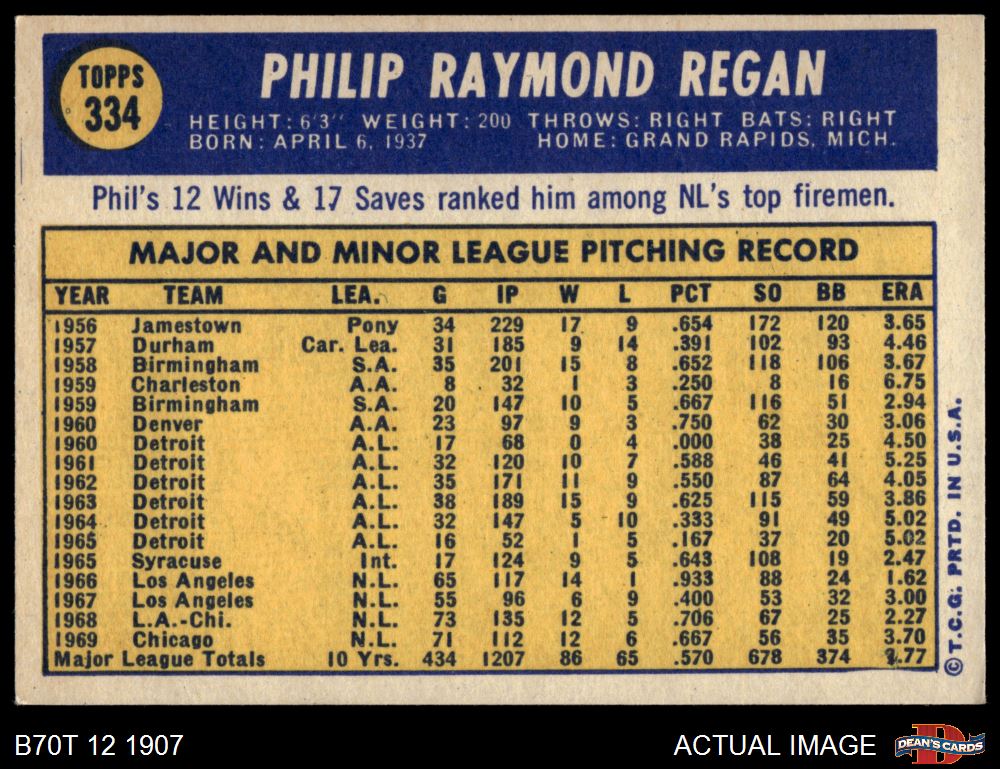 TOPPS
334
PHILIP RAYMOND REGAN
HEIGHT: 6'3" WEIGHT: 200 THROWS: RIGHT BATS: RIGHT
BORN: APRIL 6, 1937 HOME: GRAND RAPIDS, MICH.
Phil's 12 Wins & 17 Saves ranked him among NL's top firemen.
MAJOR AND MINOR LEAGUE PITCHING RECORD
YEAR TEAM LEA. G IP W L PCT SO BB ERA
1956 Jamestown Pony 34 229 17 9 .654 172 120 3.65
1957 Durham Car. Lea. 31 185 9 14 .391 102 93 4.46
1958 Birmingham S.A. 35 201 15 8 .652 118 106 3.67
1959 Charleston A.A. 8 32 1 3 .250 8 16 6.75
1959 Birmingham S.A. 20 147 10 5 .667 116 51 2.94
1960 Denver A.A. 23 97 9 3 .750 62 30 3.06
1960 Detroit A.L. 17 68 0 4 .000 38 25 4.50
1961 Detroit A.L. 32 120 10 7 .588 46 41 5.25
1962 Detroit A.L. 35 171 11 9 .550 87 64 4.05
1963 Detroit A.L. 38 189 15 9 .625 115 59 3.86
1964 Detroit A.L. 32 147 5 10 .333 91 49 5.02
1965 Detroit A.L. 16 52 1 5 .167 37 20 5.02
1965 Syracuse Int. 17 124 9 5 .643 108 19 2.47
1966 Los Angeles N.L. 65 117 14 1 .933 88 24 1.62
1967 Los Angeles N.L. 55 96 6 9 .400 53 32 3.00
1968 L.A.-Chi. N.L. 73 135 12 5 .706 67 25 2.27
1969 Chicago N.L. 71 112 12 6 .667 56 35 3.70
Major League Totals 10 Yrs. 434 1207 86 65 .570 678 374
©T.C.G. PRTD. IN U.S.A.
B70T 12 1907
ACTUAL IMAGE
D
DEAN'S CARDS